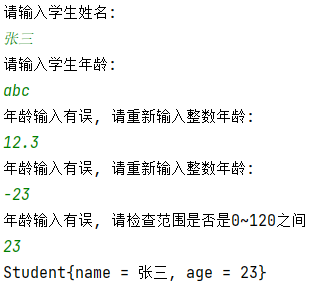 请输入学生姓名:
张三
请输入学生年龄:
abc
年龄输入有误, 请重新输入整数年龄:
12.3
年龄输入有误, 请重新输入整数年龄:
-23
年龄输入有误, 请检查范围是否是0~120之间
23
Student{name = 张三, age = 23}